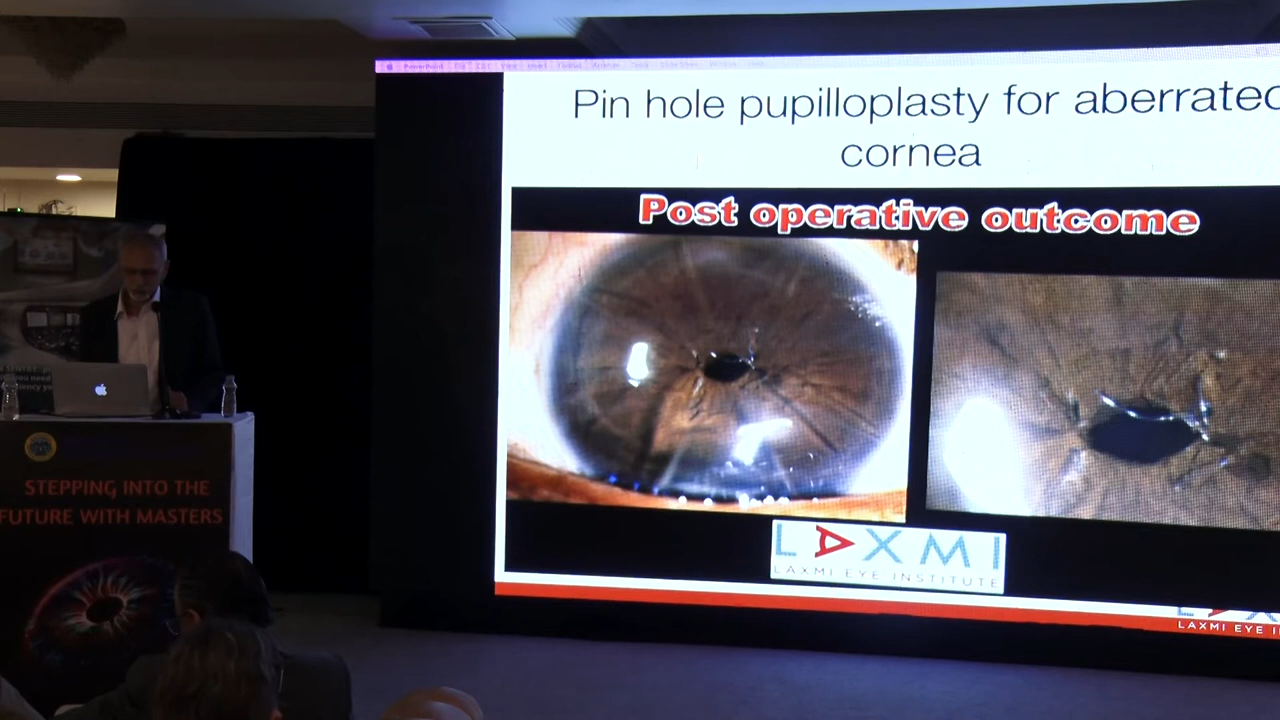 Pin hole pupilloplasty for aberrated
cornea
Post operative outcome
LAXMI
LAXMI EYE INSTITUTE
LAXMI EYE I
STEPPING INTO THE
FUTURE WITH MASTERS